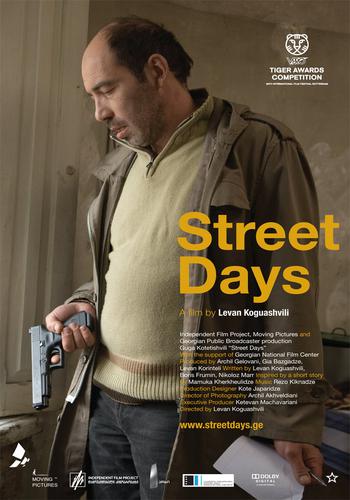 TIGER AWARDS
COMPETITION
Street
Days
A film by Levan Koguashvili
Independent Film Project, Moving Pictures and
Georgian Public Broadcaster production
Guga Kotetishvili "Street Days"
With the support of Georgian National Film Center
Produced by Archil Gelovani, Gia Bazgadze,
Levan Korinteli Written by Levan Koguashvili,
Boris Frumin, Nikoloz Marr Inspired by a short story
By Mamuka Kherkheulidze Music Rezo Kiknadze
Production Designer Kote Japaridze
Director of Photography Archil Akhvlediani
Executive Producer Ketevan Machavariani
Directed by Levan Koguashvili
www.streetdays.ge
MOVING
PICTURES
INDEPENDENT FILM PROJECT
DOLBY
DIGITAL